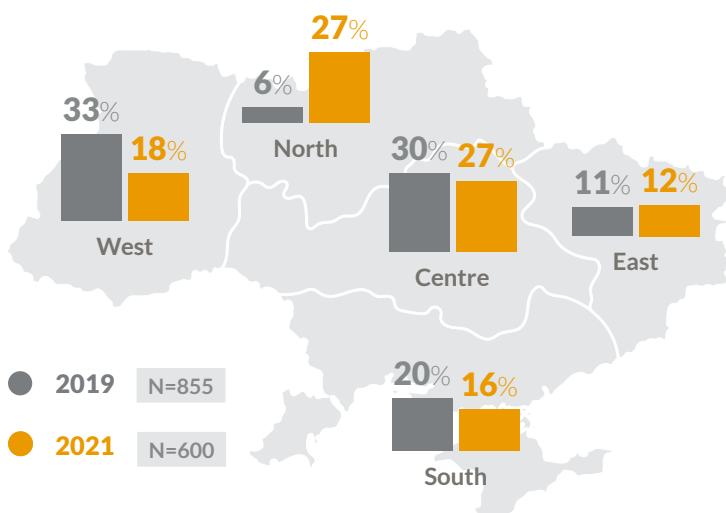 27%
6%
North
33%
18%
West
30%
27%
Centre
11%
12%
East
2019 N=855
2021 N=600
20%
16%
South